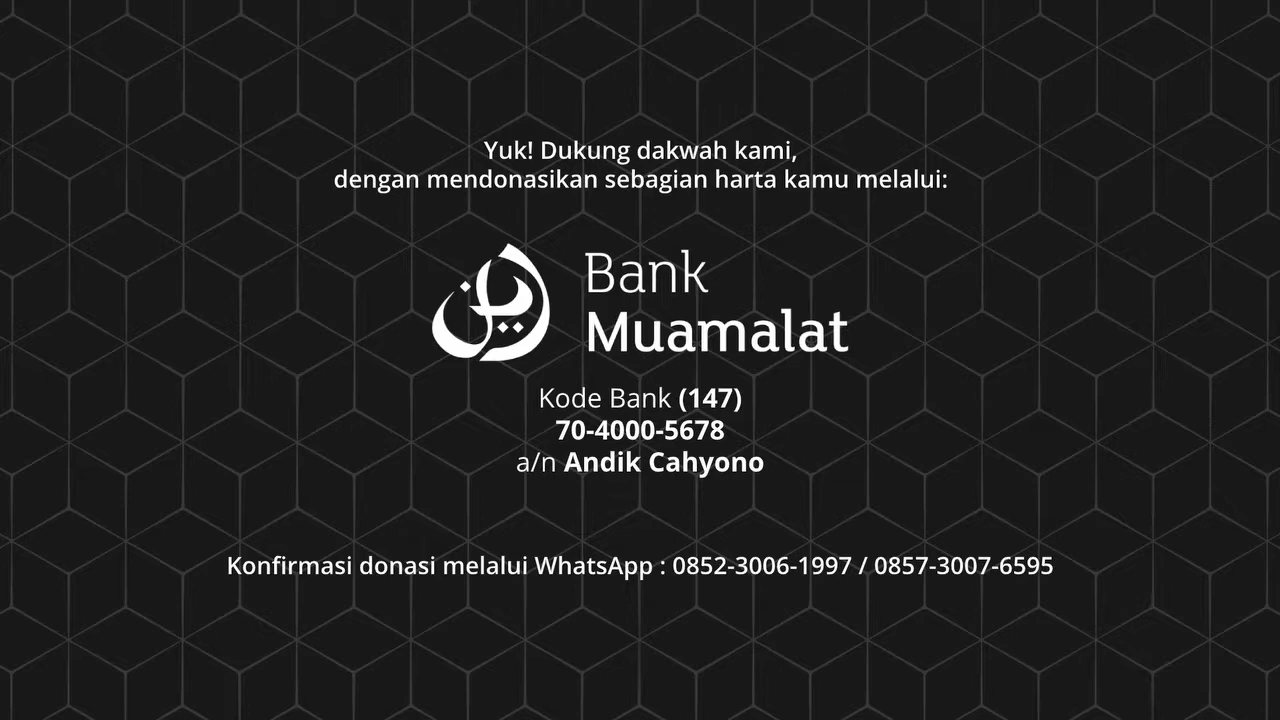 Yuk! Dukung dakwah kami,
dengan mendonasikan sebagian harta kamu melalui:
Bank
Muamalat
Kode Bank (147)
70-4000-5678
a/n Andik Cahyono
Konfirmasi donasi melalui WhatsApp : 0852-3006-1997 / 0857-3007-6595